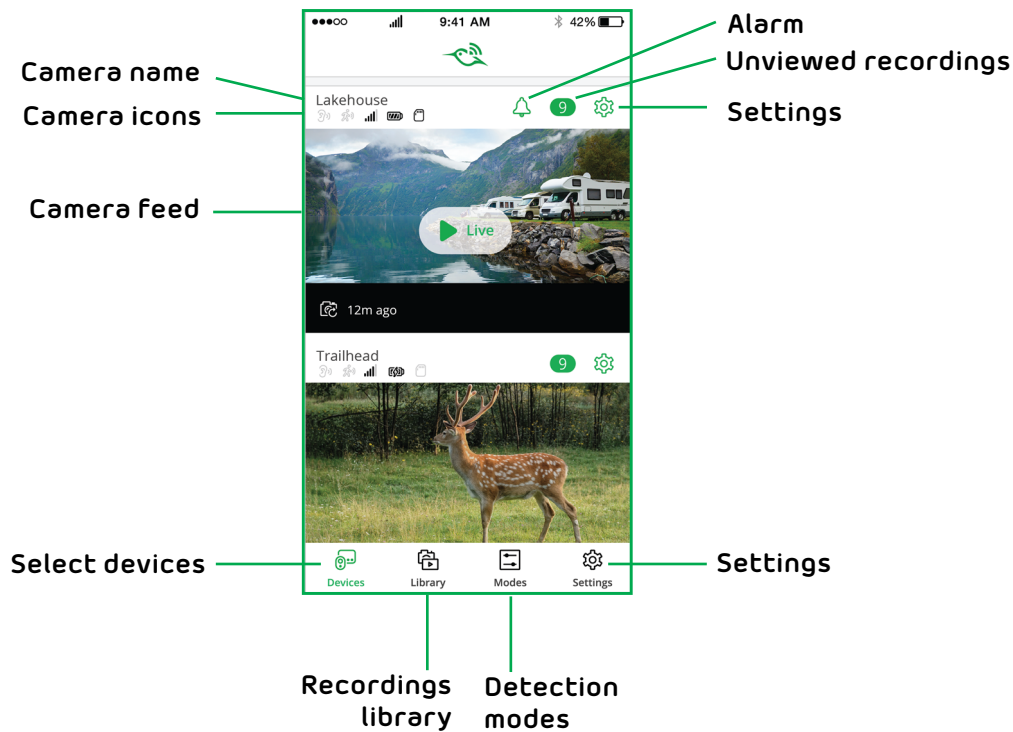 9:41 AM
42%
Alarm
Unviewed recordings
Camera name
Camera icons
Lakehouse
9
Settings
Camera feed
Live
12m ago
Trailhead
9
Select devices
Devices
Library
Modes
Settings
Settings
Recordings
library
Detection
modes